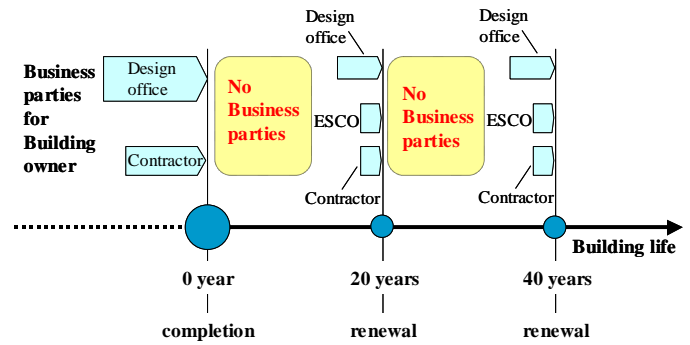 Business
parties
for
Building
owner
Design
office
Contractor
No
Business
parties
Design
office
ESCO
Contractor
No
Business
parties
Design
office
ESCO
Contractor
Building life
0 year
20 years
40 years
completion
renewal
renewal